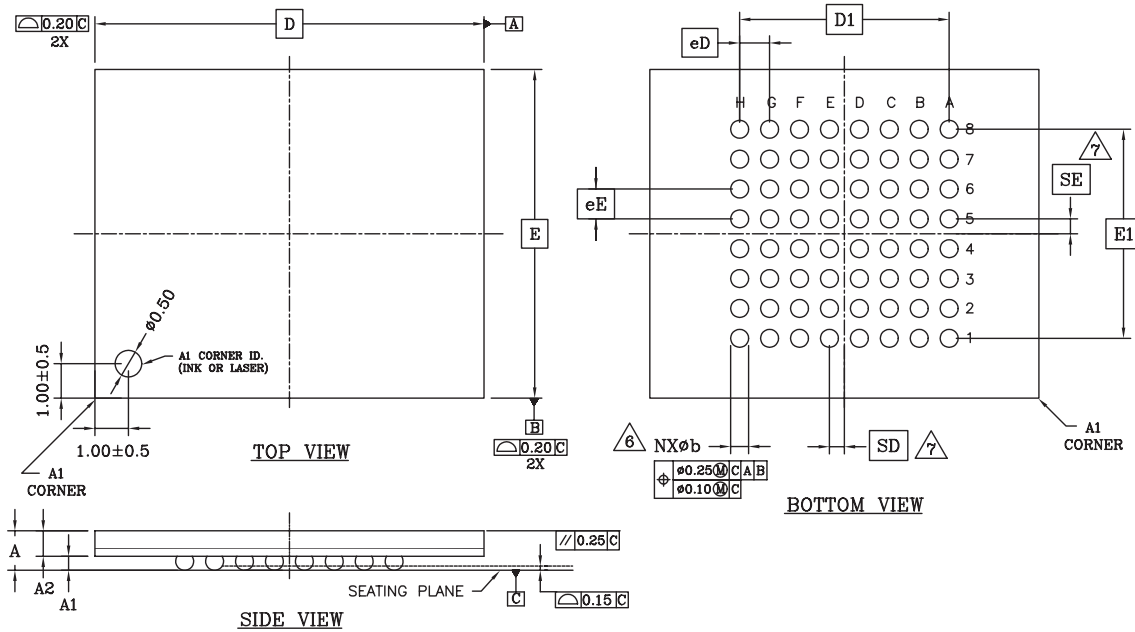 ⌓ 0.20 C
2X
D
A
E
ø0.50
A1 CORNER ID.
(INK OR LASER)
1.00±0.5
1.00±0.5
B
⌓ 0.20 C
2X
TOP VIEW
A1
CORNER
D1
eD
H G F E D C B A
8
7
6
5
4
3
2
1
7
SE
eE
E1
6 NXøb
⌖ ø0.25Ⓜ C A B
ø0.10Ⓜ C
SD 7
A1
CORNER
BOTTOM VIEW
A
A2
A1
// 0.25 C
SEATING PLANE
C
⌓ 0.15 C
SIDE VIEW